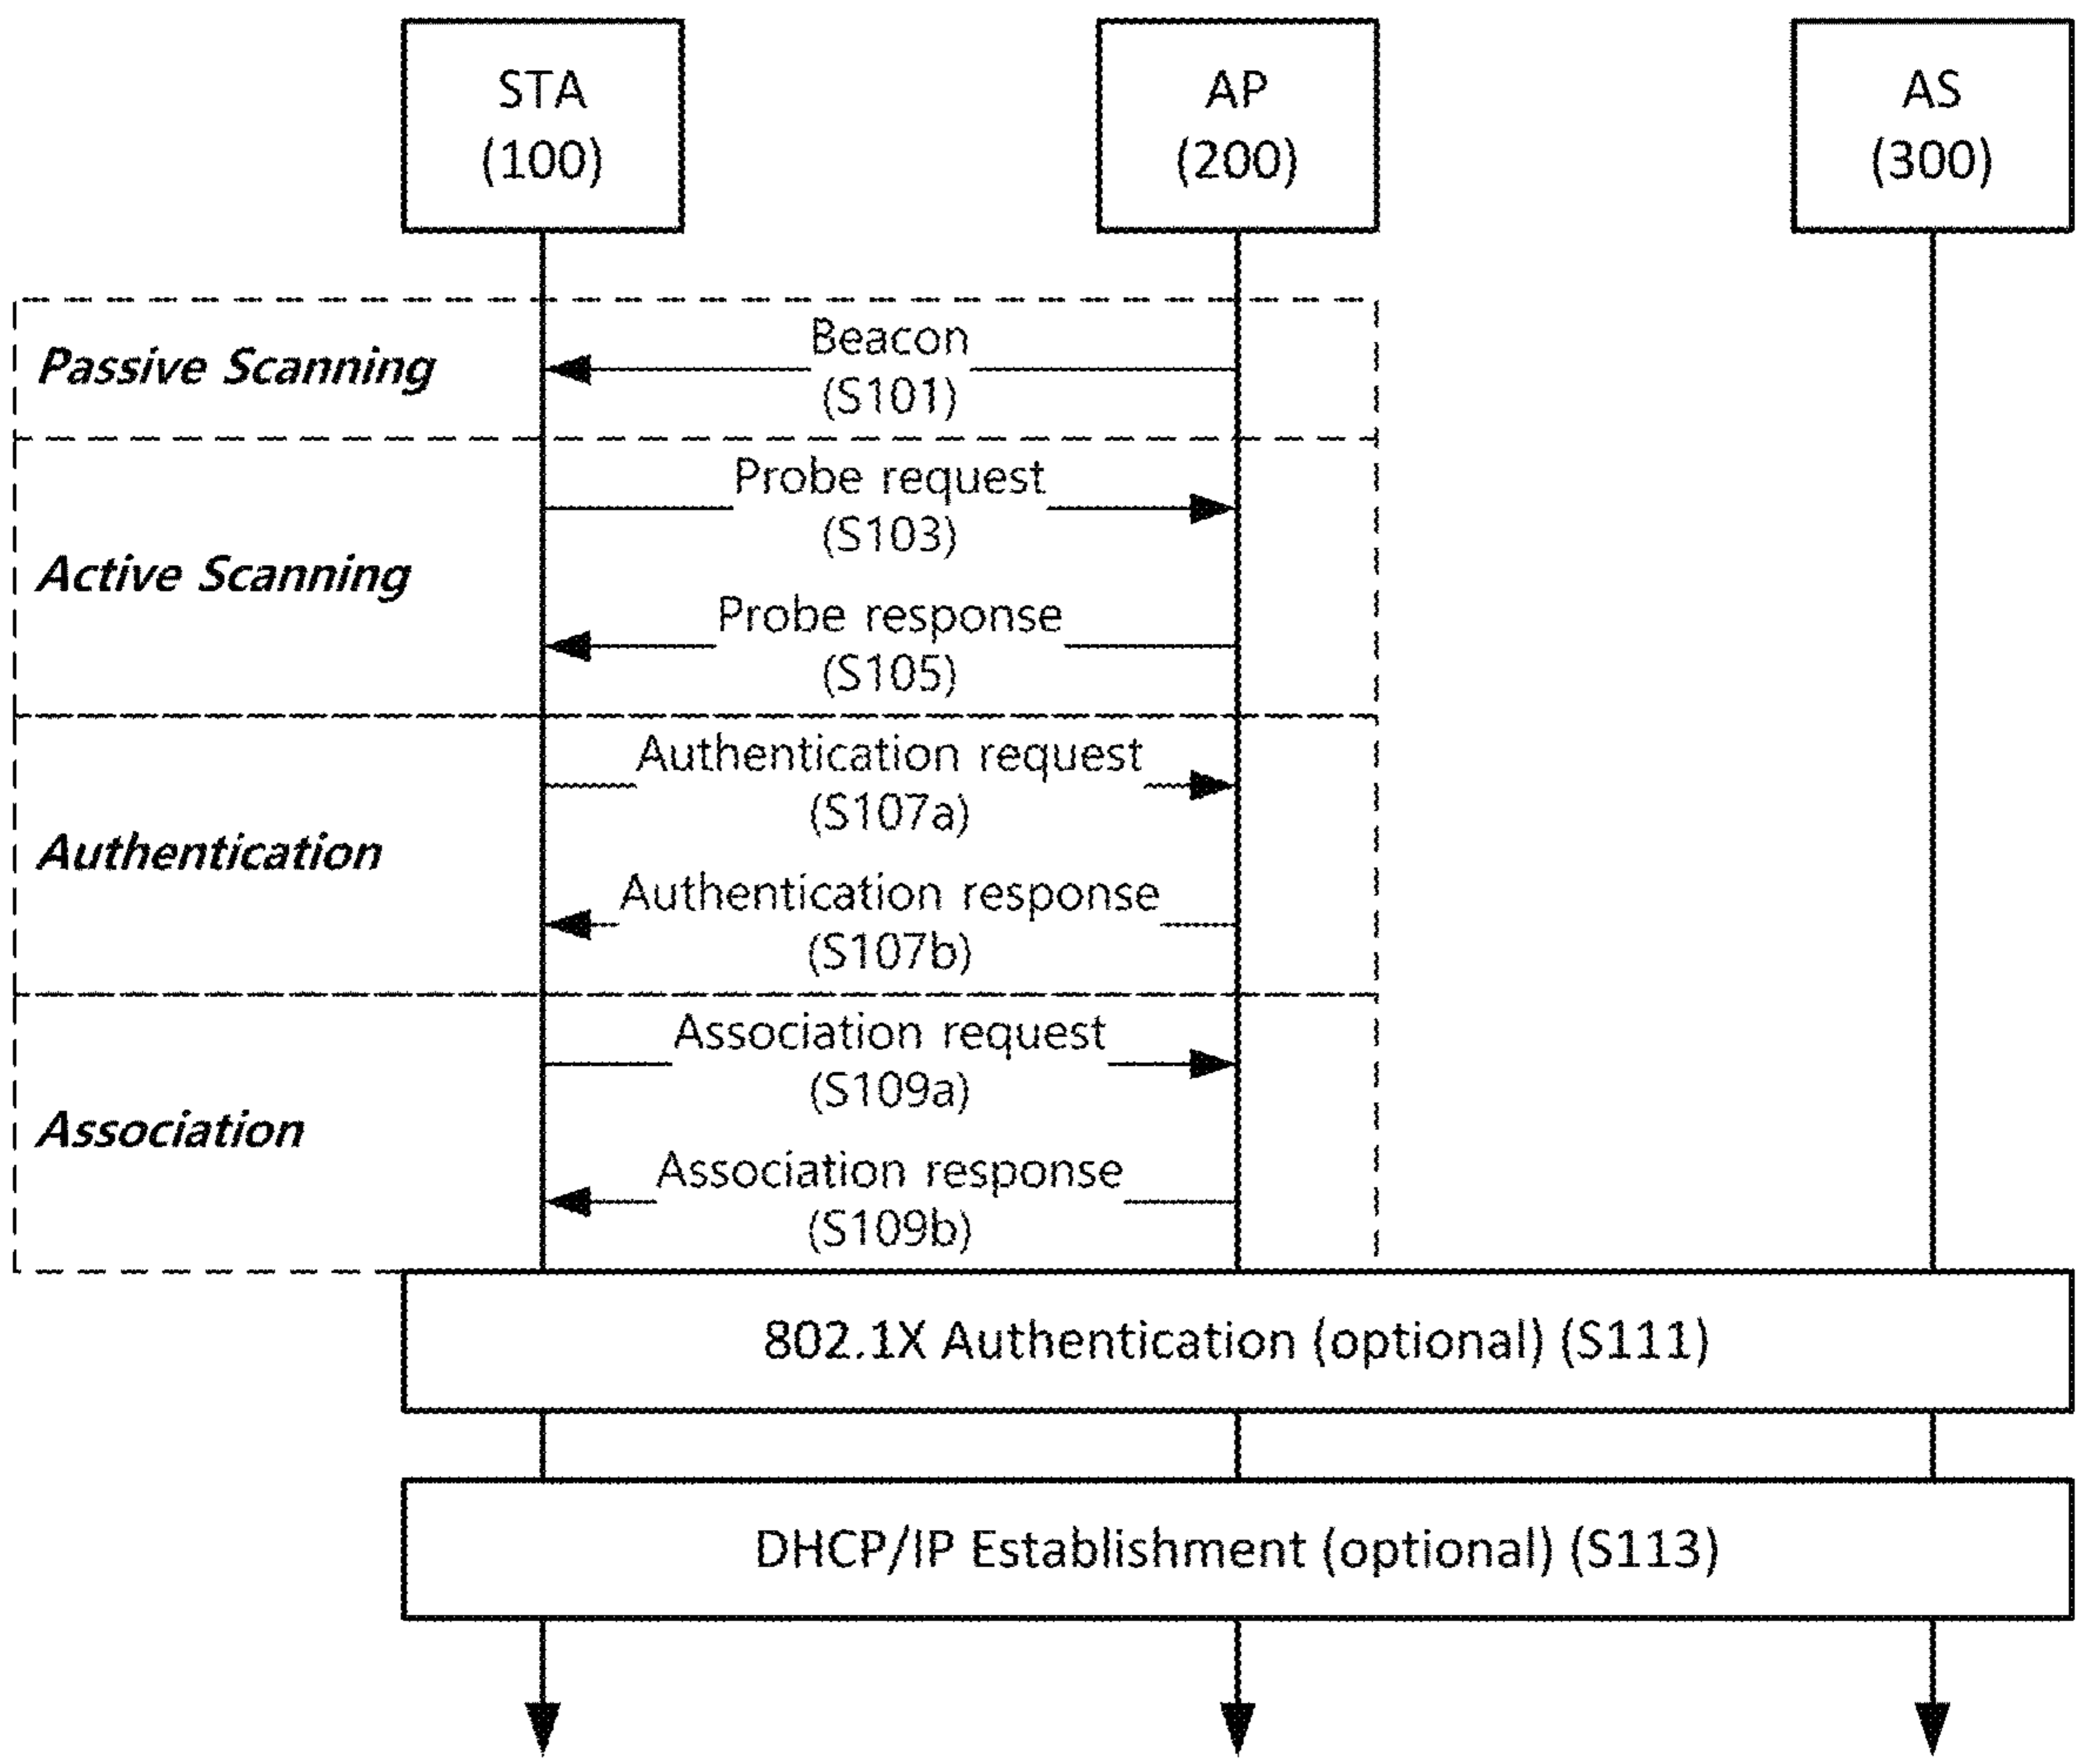 STA
(100)
AP
(200)
AS
(300)
Passive Scanning
Beacon
(S101)
Active Scanning
Probe request
(S103)
Probe response
(S105)
Authentication
Authentication request
(S107a)
Authentication response
(S107b)
Association
Association request
(S109a)
Association response
(S109b)
802.1X Authentication (optional) (S111)
DHCP/IP Establishment (optional) (S113)